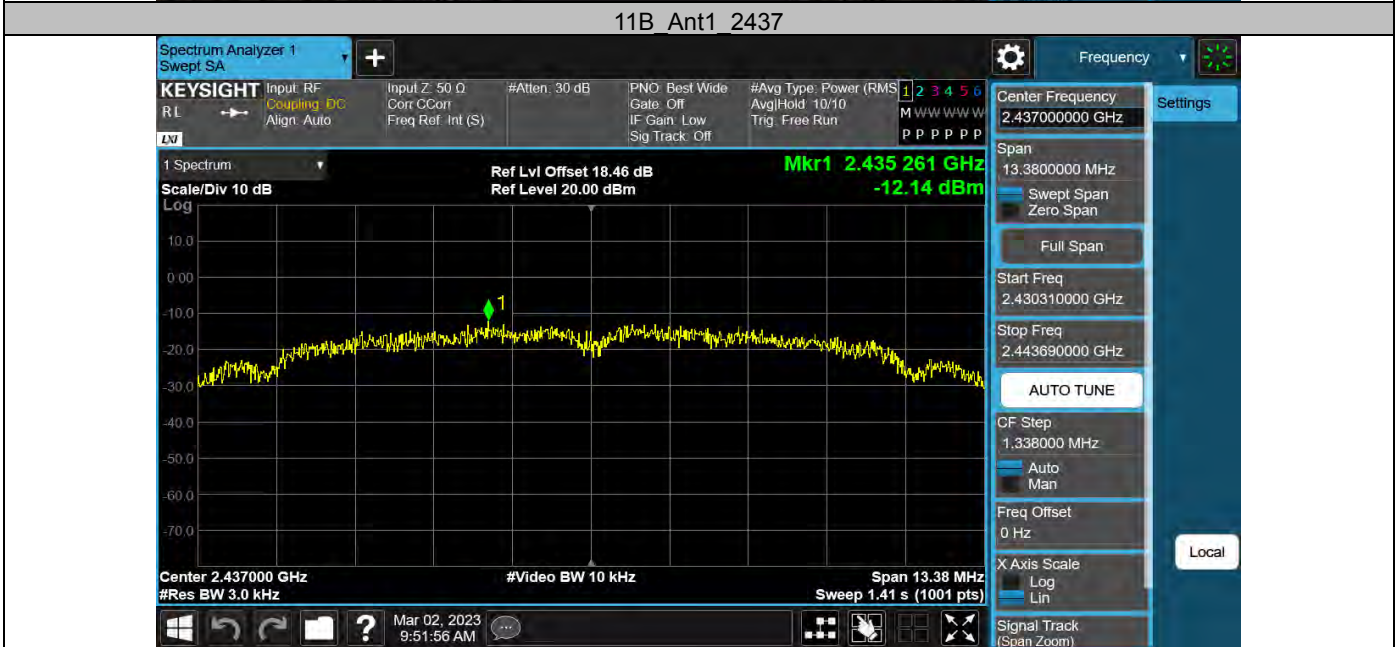 11B_Ant1_2437
Spectrum Analyzer 1
Swept SA
Frequency
KEYSIGHT
RL
LXI
Input: RF
Coupling: DC
Align: Auto
Input Z: 50 Ω
Corr CCorr
Freq Ref: Int (S)
#Atten: 30 dB
PNO: Best Wide
Gate: Off
IF Gain: Low
Sig Track: Off
#Avg Type: Power (RMS
Avg|Hold: 10/10
Trig: Free Run
1 2 3 4 5 6
M W W W W W
P P P P P P
Center Frequency
2.437000000 GHz
Settings
Span
13.3800000 MHz
Swept Span
Zero Span
Full Span
Start Freq
2.430310000 GHz
Stop Freq
2.443690000 GHz
AUTO TUNE
CF Step
1.338000 MHz
Auto
Man
Freq Offset
0 Hz
X Axis Scale
Log
Lin
Signal Track
(Span Zoom)
Local
1 Spectrum
Scale/Div 10 dB
Log
Ref Lvl Offset 18.46 dB
Ref Level 20.00 dBm
Mkr1 2.435 261 GHz
-12.14 dBm
10.0
0.00
-10.0
-20.0
-30.0
-40.0
-50.0
-60.0
-70.0
1
Center 2.437000 GHz
#Res BW 3.0 kHz
#Video BW 10 kHz
Span 13.38 MHz
Sweep 1.41 s (1001 pts)
?
Mar 02, 2023
9:51:56 AM